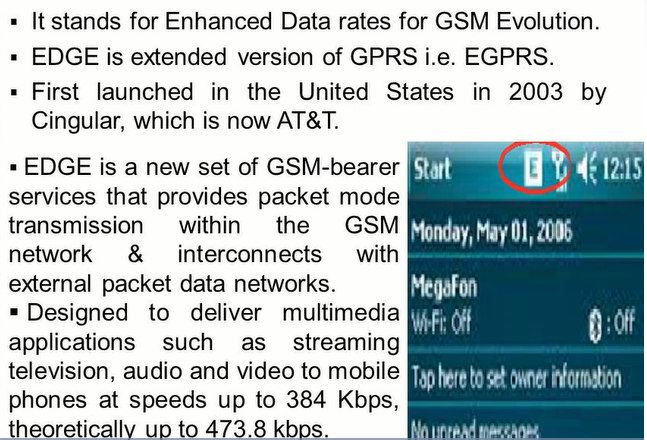 ▪ It stands for Enhanced Data rates for GSM Evolution.
▪ EDGE is extended version of GPRS i.e. EGPRS.
▪ First launched in the United States in 2003 by
Cingular, which is now AT&T.
▪ EDGE is a new set of GSM-bearer
services that provides packet mode
transmission within the GSM
network & interconnects with
external packet data networks.
▪ Designed to deliver multimedia
applications such as streaming
television, audio and video to mobile
phones at speeds up to 384 Kbps,
theoretically up to 473.8 kbps.
Start E 12:15
Monday, May 01, 2006
MegaFon
Wi-Fi: Off : Off
Tap here to set owner information
No unread messages.